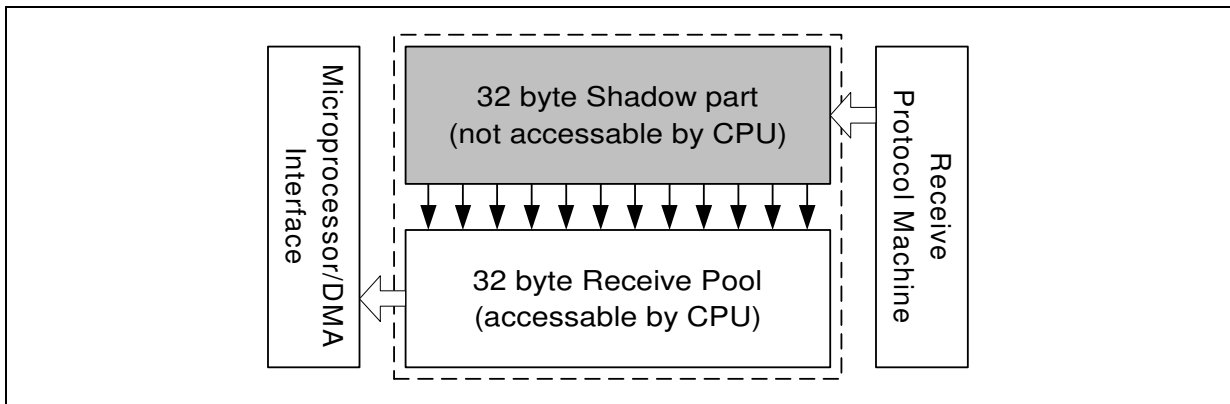 Microprocessor/DMA
Interface
32 byte Shadow part
(not accessable by CPU)
32 byte Receive Pool
(accessable by CPU)
Receive
Protocol Machine